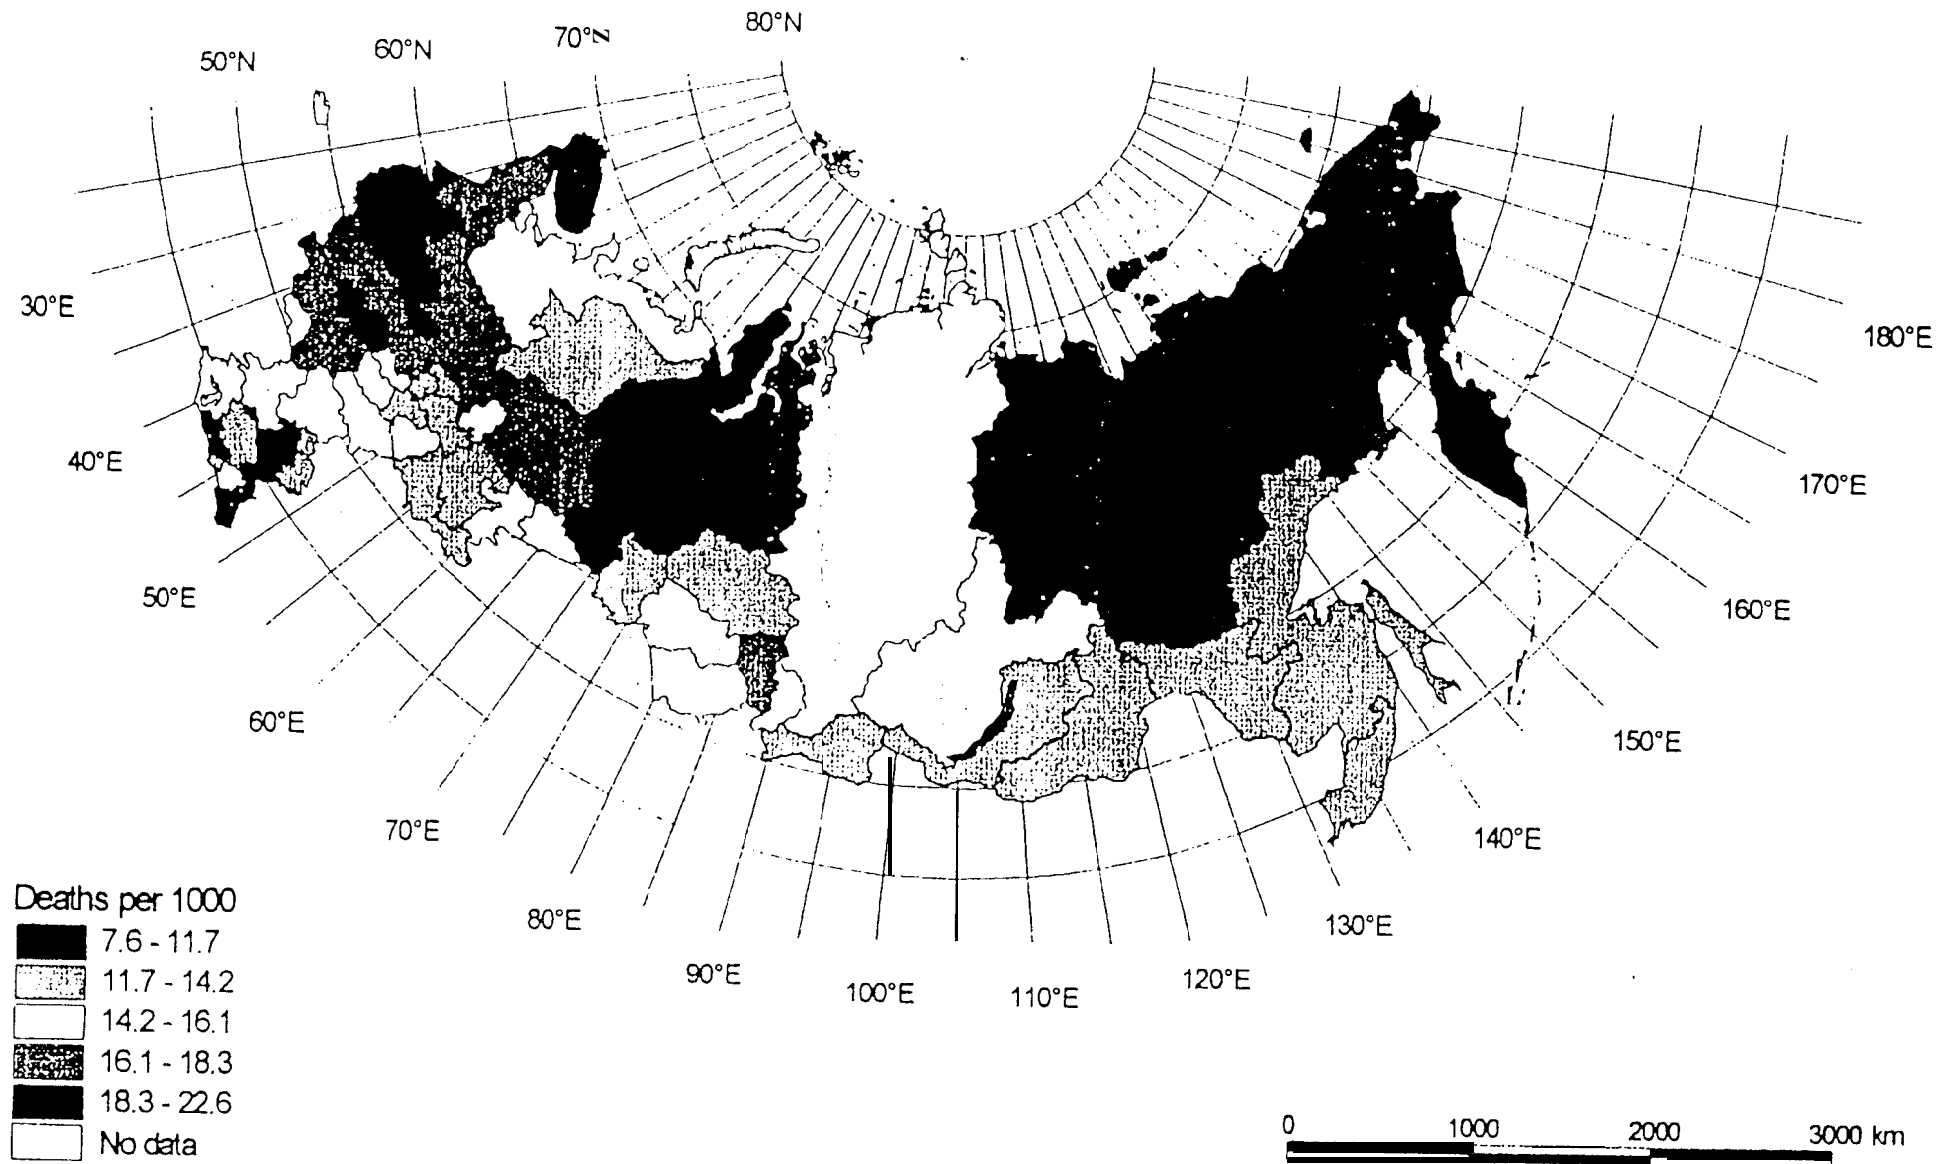 80°N
70°N
60°N
50°N
30°E
180°E
40°E
170°E
50°E
160°E
60°E
150°E
70°E
140°E
80°E
130°E
90°E
120°E
100°E
110°E
Deaths per 1000
7.6 - 11.7
11.7 - 14.2
14.2 - 16.1
16.1 - 18.3
18.3 - 22.6
No data
0 1000 2000 3000 km